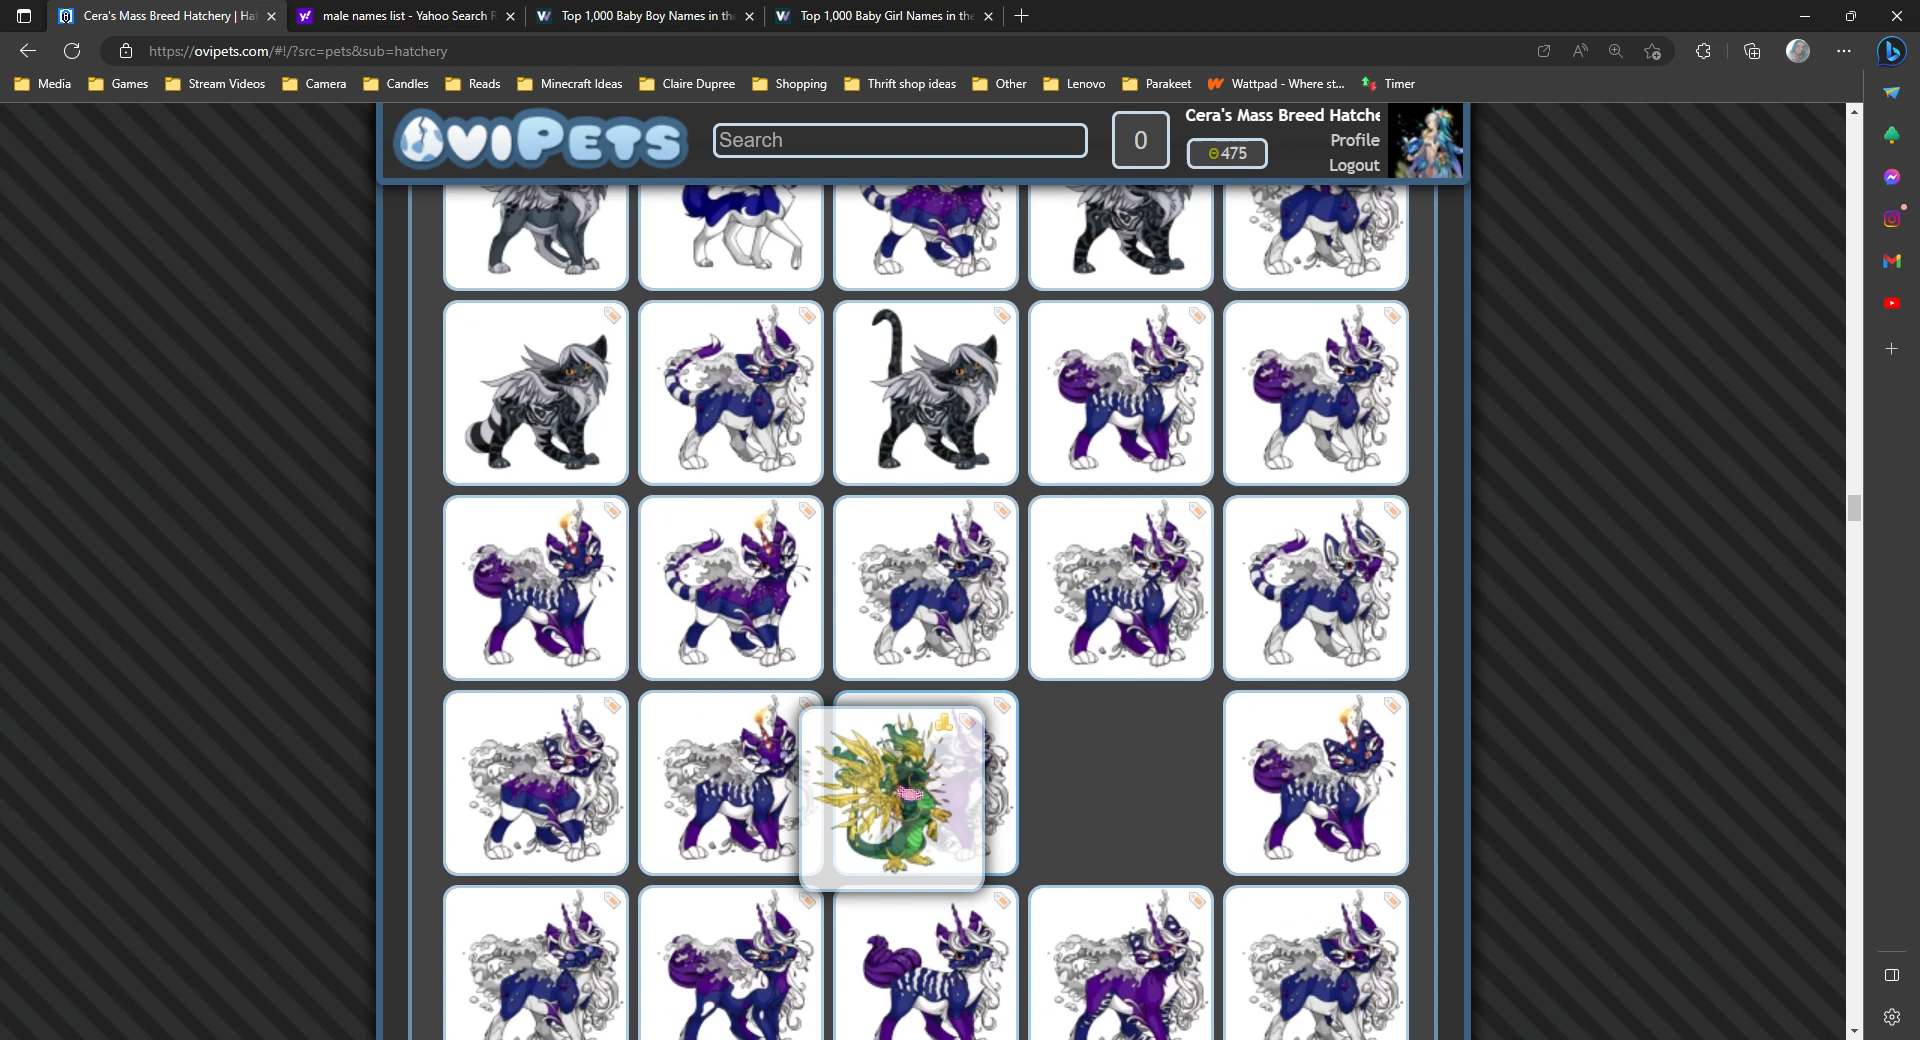 Cera's Mass Breed Hatchery | Ha
male names list - Yahoo Search R
Top 1,000 Baby Boy Names in the
Top 1,000 Baby Girl Names in the
https://ovipets.com/#!/?src=pets&sub=hatchery
Media
Games
Stream Videos
Camera
Candles
Reads
Minecraft Ideas
Claire Dupree
Shopping
Thrift shop ideas
Other
Lenovo
Parakeet
Wattpad - Where st...
Timer
OviPets
Search
0
Cera's Mass Breed Hatche
475
Profile
Logout